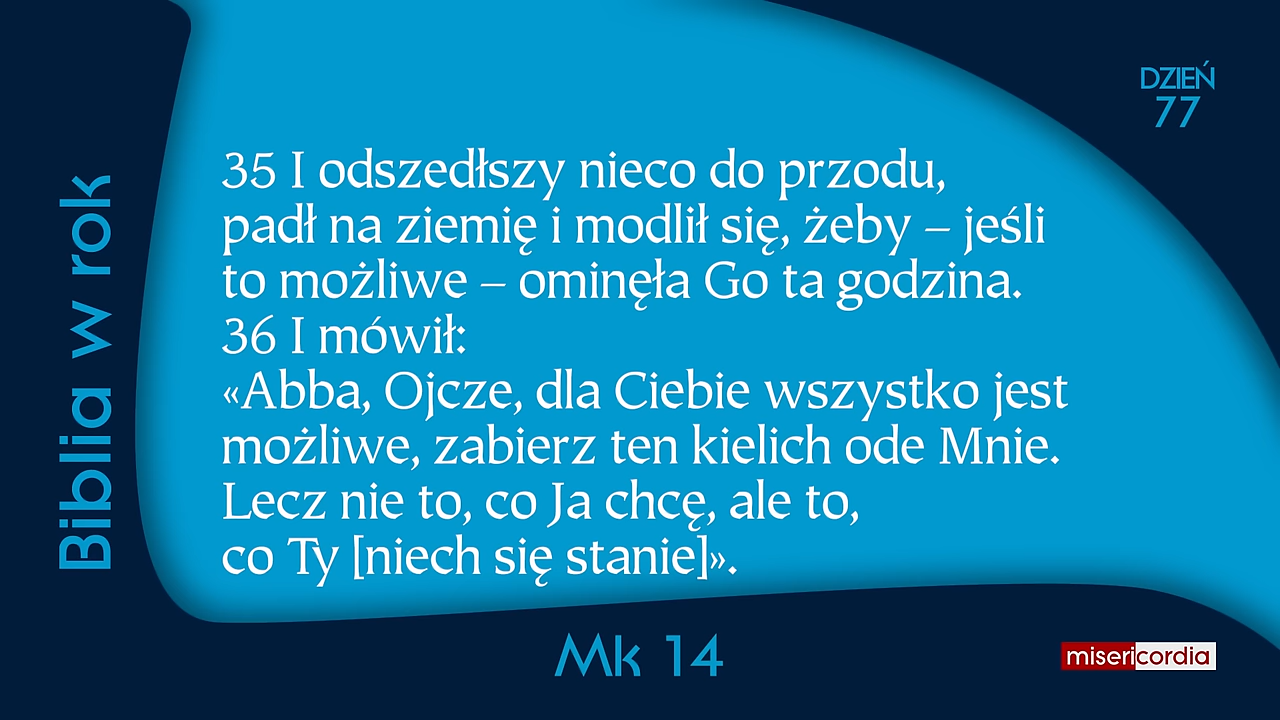 DZIEŃ
77
Biblia w rok
35 I odszedłszy nieco do przodu,
padł na ziemię i modlił się, żeby – jeśli
to możliwe – ominęła Go ta godzina.
36 I mówił:
«Abba, Ojcze, dla Ciebie wszystko jest
możliwe, zabierz ten kielich ode Mnie.
Lecz nie to, co Ja chcę, ale to,
co Ty [niech się stanie]».
Mk 14
misericordia